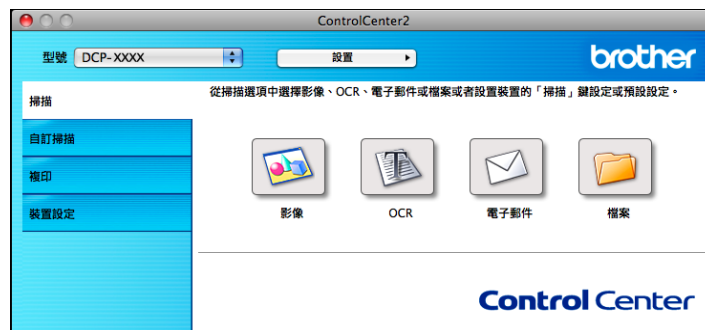 ControlCenter2
型號 DCP-XXXX 設置 brother
從掃描選項中選擇影像、OCR、電子郵件或檔案或者設置裝置的「掃描」鍵設定或預設設定。
掃描
自訂掃描
複印
裝置設定
影像 OCR 電子郵件 檔案
Control Center